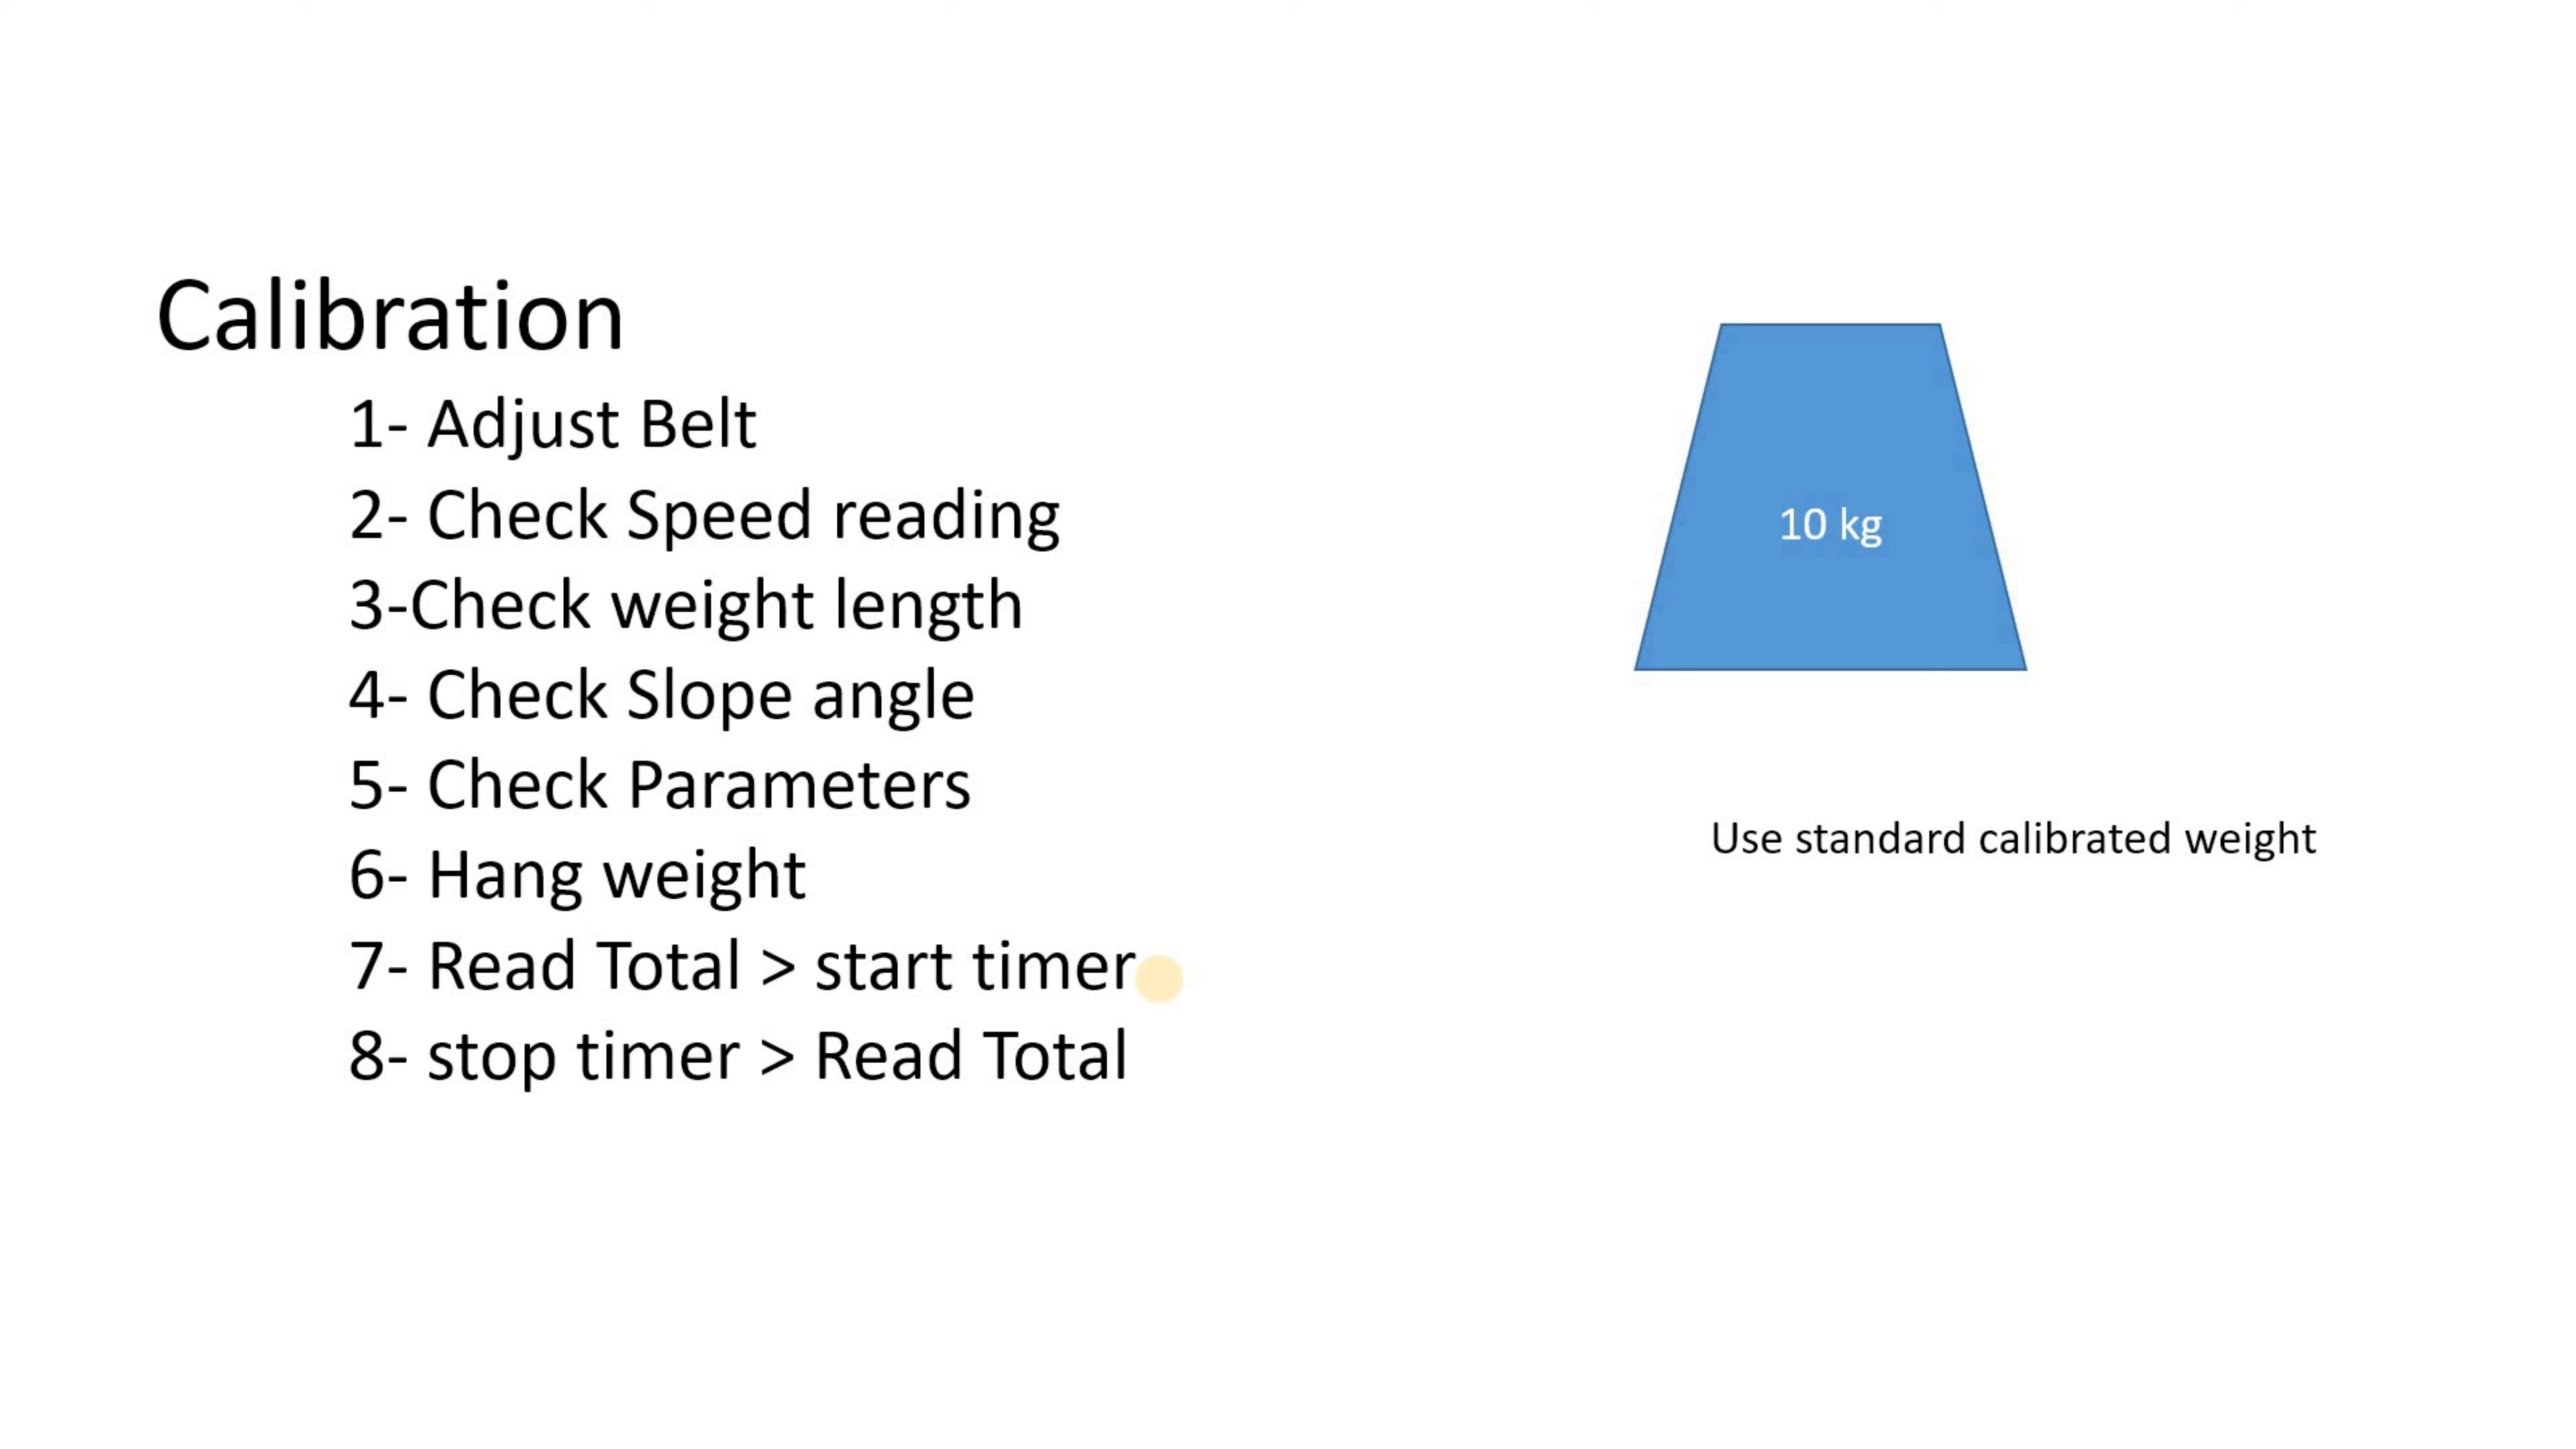 Calibration
1- Adjust Belt
2- Check Speed reading
3-Check weight length
4- Check Slope angle
5- Check Parameters
6- Hang weight
7- Read Total > start timer
8- stop timer > Read Total
10 kg
Use standard calibrated weight